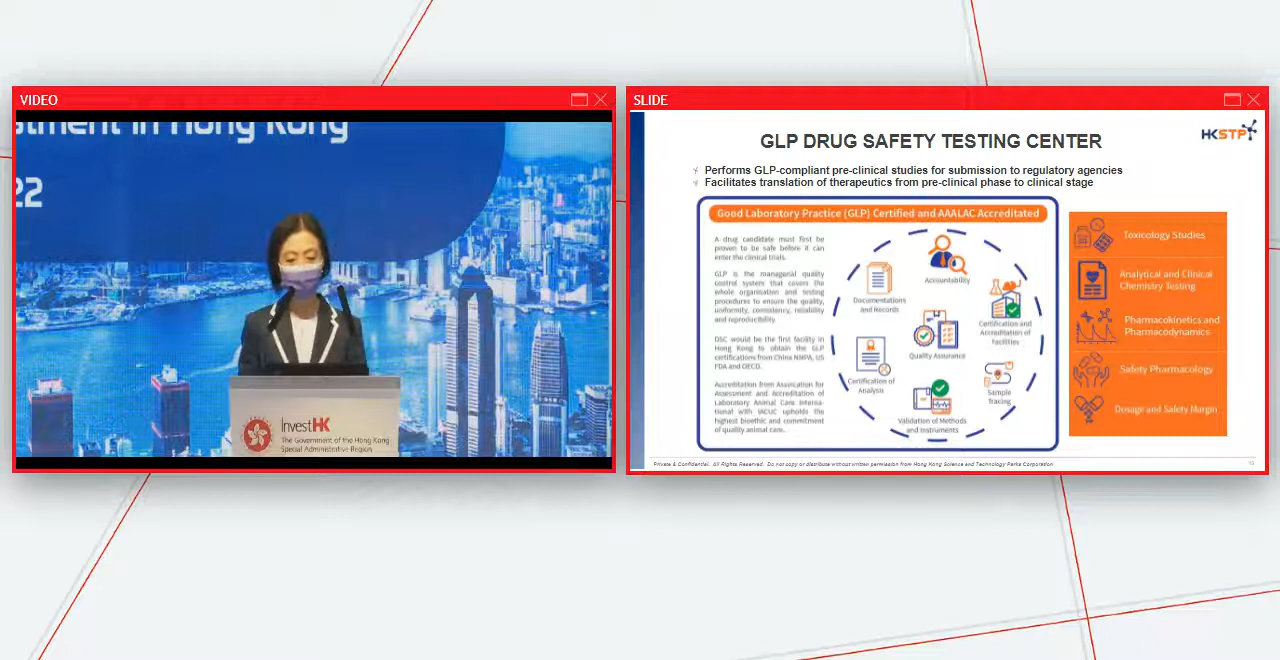 VIDEO
stment in Hong Kong
22
InvestHK
The Government of the Hong Kong
Special Administrative Region
SLIDE
HKSTP
GLP DRUG SAFETY TESTING CENTER
Performs GLP-compliant pre-clinical studies for submission to regulatory agencies
Facilitates translation of therapeutics from pre-clinical phase to clinical stage
Good Laboratory Practice (GLP) Certified and AAALAC Accredited
A drug candidate must first be
proven to be safe before it can
enter the clinical trials.
GLP is the managerial quality
control system that covers the
whole organisation and testing
procedures to ensure the quality,
uniformity, consistency, reliability
and reproducibility.
DSC would be the first facility in
Hong Kong to obtain the GLP
certifications from China NMPA, US
FDA and OECD.
Accreditation from Association for
Assessment and Accreditation of
Laboratory Animal Care Interna-
tional with IACUC upholds the
highest bioethic and commitment
of quality animal care.
Accountability
Documentations
and Records
Certification and
Accreditation of
Facilities
Quality Assurance
Certification of
Analysis
Sample
Tracing
Validation of Methods
and Instruments
Toxicology Studies
Analytical and Clinical
Chemistry Testing
Pharmacokinetics and
Pharmacodynamics
Safety Pharmacology
Dosage and Safety Margin
Private & Confidential. All Rights Reserved. Do not copy or distribute without written permission from Hong Kong Science and Technology Parks Corporation.